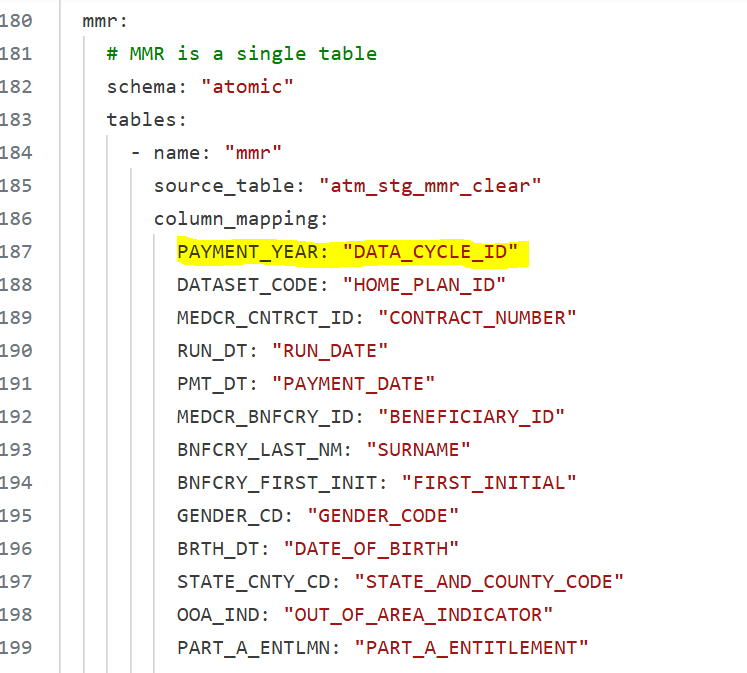 180 mmr:
181 # MMR is a single table
182 schema: "atomic"
183 tables:
184 - name: "mmr"
185 source_table: "atm_stg_mmr_clear"
186 column_mapping:
187 PAYMENT_YEAR: "DATA_CYCLE_ID"
188 DATASET_CODE: "HOME_PLAN_ID"
189 MEDCR_CNTRCT_ID: "CONTRACT_NUMBER"
190 RUN_DT: "RUN_DATE"
191 PMT_DT: "PAYMENT_DATE"
192 MEDCR_BNFCRY_ID: "BENEFICIARY_ID"
193 BNFCRY_LAST_NM: "SURNAME"
194 BNFCRY_FIRST_INIT: "FIRST_INITIAL"
195 GENDER_CD: "GENDER_CODE"
196 BRTH_DT: "DATE_OF_BIRTH"
197 STATE_CNTY_CD: "STATE_AND_COUNTY_CODE"
198 OOA_IND: "OUT_OF_AREA_INDICATOR"
199 PART_A_ENTLMN: "PART_A_ENTITLEMENT"